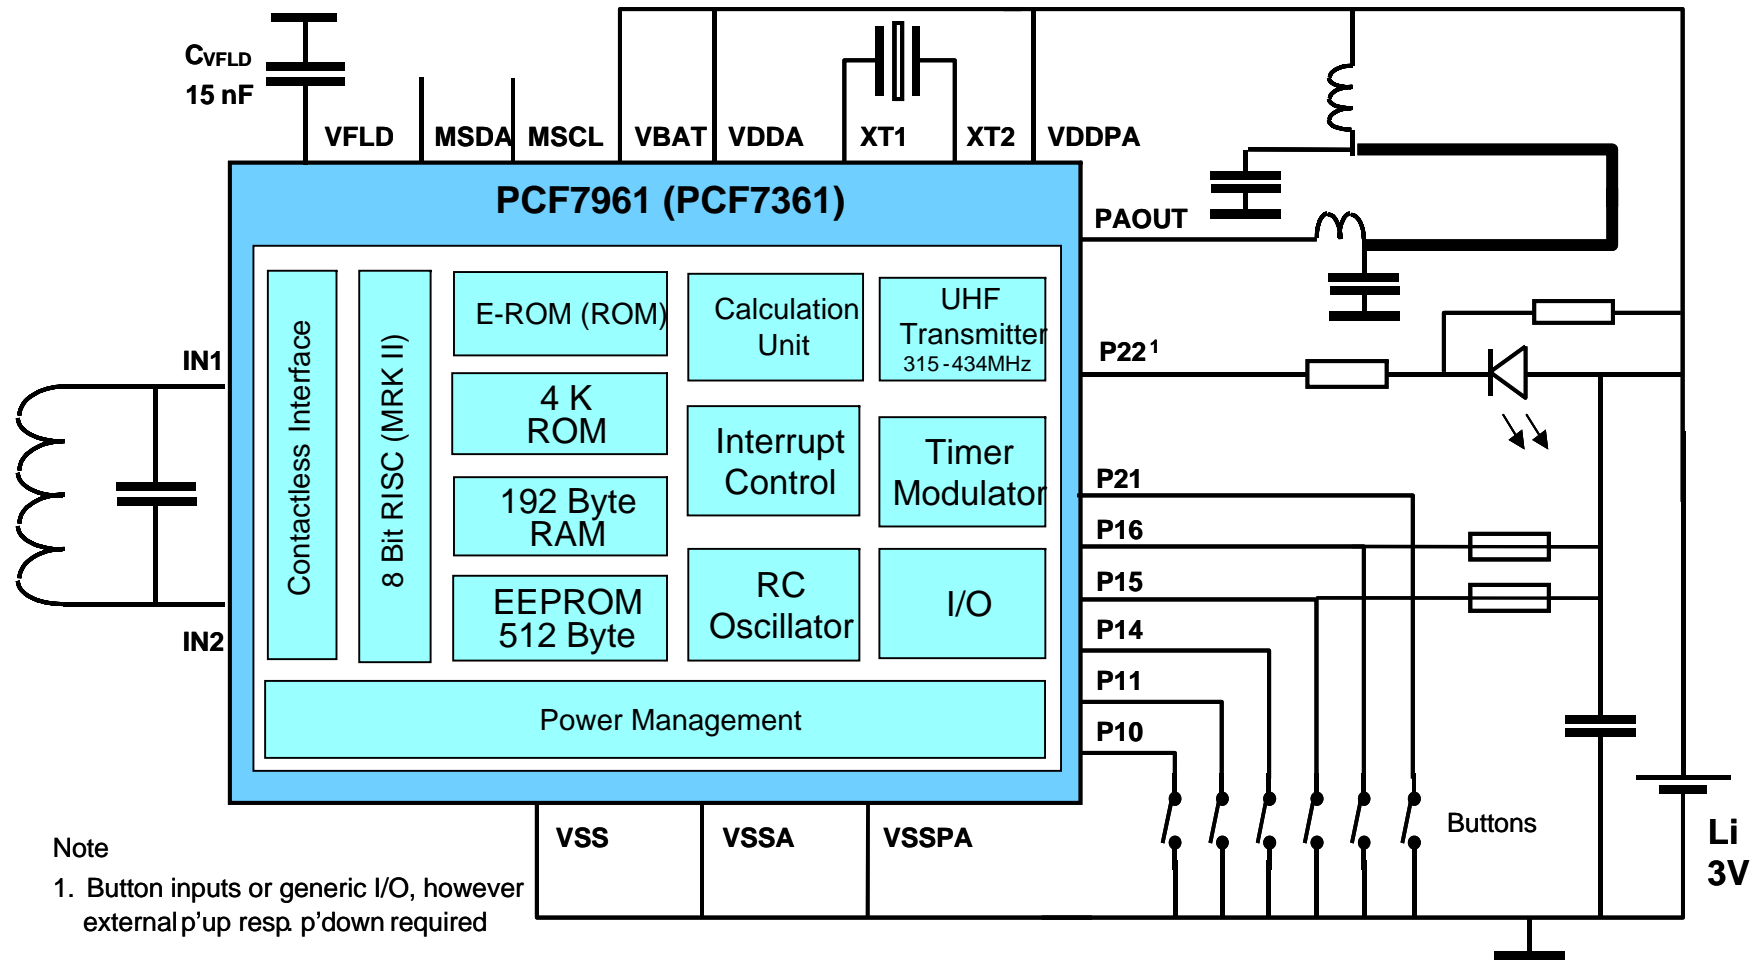 CVFLD
15 nF
VFLD
MSDA
MSCL
VBAT
VDDA
XT1
XT2
VDDPA
PCF7961 (PCF7361)
PAOUT
IN1
IN2
Contactless Interface
8 Bit RISC (MRK II)
E-ROM (ROM)
4 K
ROM
192 Byte
RAM
EEPROM
512 Byte
Calculation
Unit
Interrupt
Control
RC
Oscillator
UHF
Transmitter
315-434MHz
Timer
Modulator
I/O
Power Management
P22 1
P21
P16
P15
P14
P11
P10
Buttons
Li
3V
VSS
VSSA
VSSPA
Note
1. Button inputs or generic I/O, however
external p'up resp. p'down required